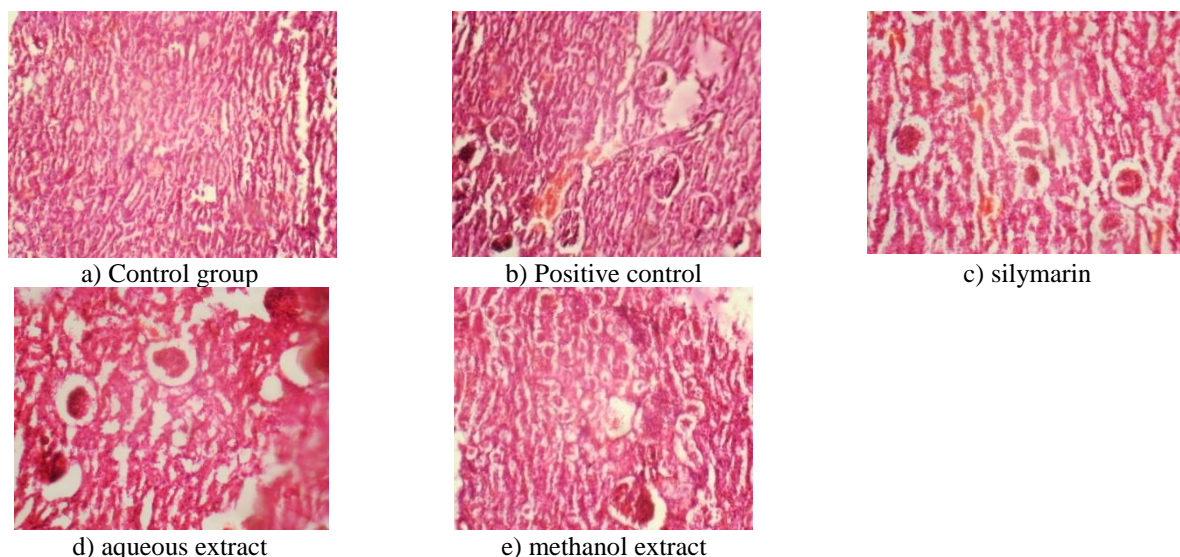 a) Control group
b) Positive control
c) silymarin
d) aqueous extract
e) methanol extract